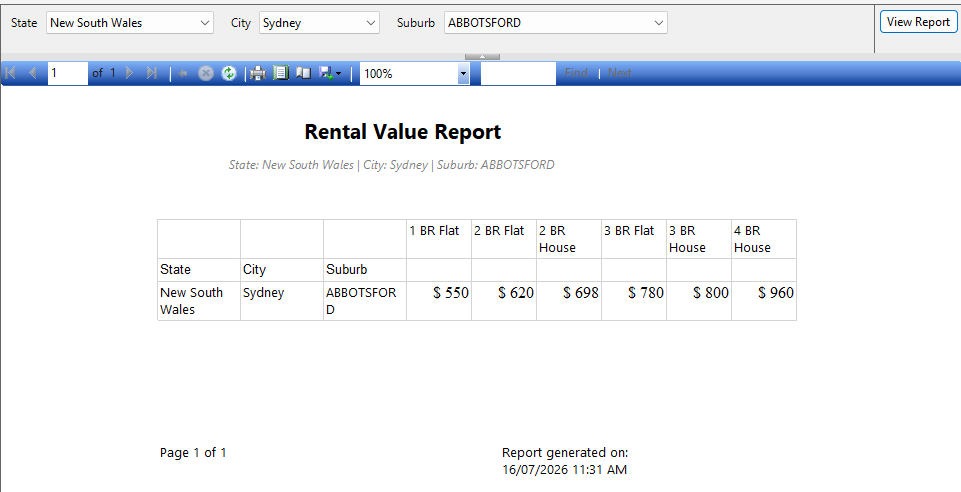 State New South Wales City Sydney Suburb ABBOTSFORD View Report
1 of 1 100% Find | Next
Rental Value Report
State: New South Wales | City: Sydney | Suburb: ABBOTSFORD
1 BR Flat 2 BR Flat 2 BR House 3 BR Flat 3 BR House 4 BR House
State City Suburb
New South Wales Sydney ABBOTSFORD $ 550 $ 620 $ 698 $ 780 $ 800 $ 960
Page 1 of 1 Report generated on:
16/07/2026 11:31 AM